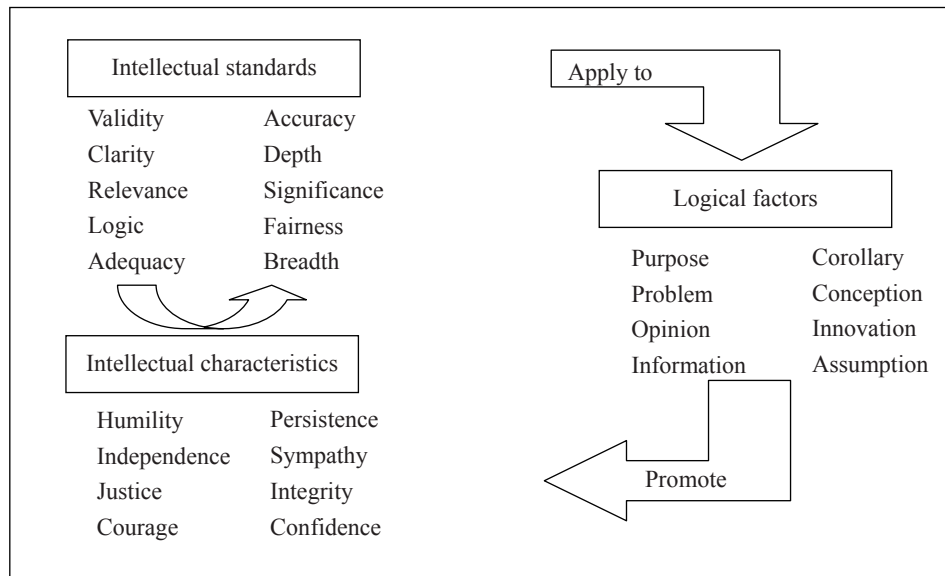 Intellectual standards
Validity Accuracy
Clarity Depth
Relevance Significance
Logic Fairness
Adequacy Breadth
Intellectual characteristics
Humility Persistence
Independence Sympathy
Justice Integrity
Courage Confidence
Apply to
Logical factors
Purpose Corollary
Problem Conception
Opinion Innovation
Information Assumption
Promote